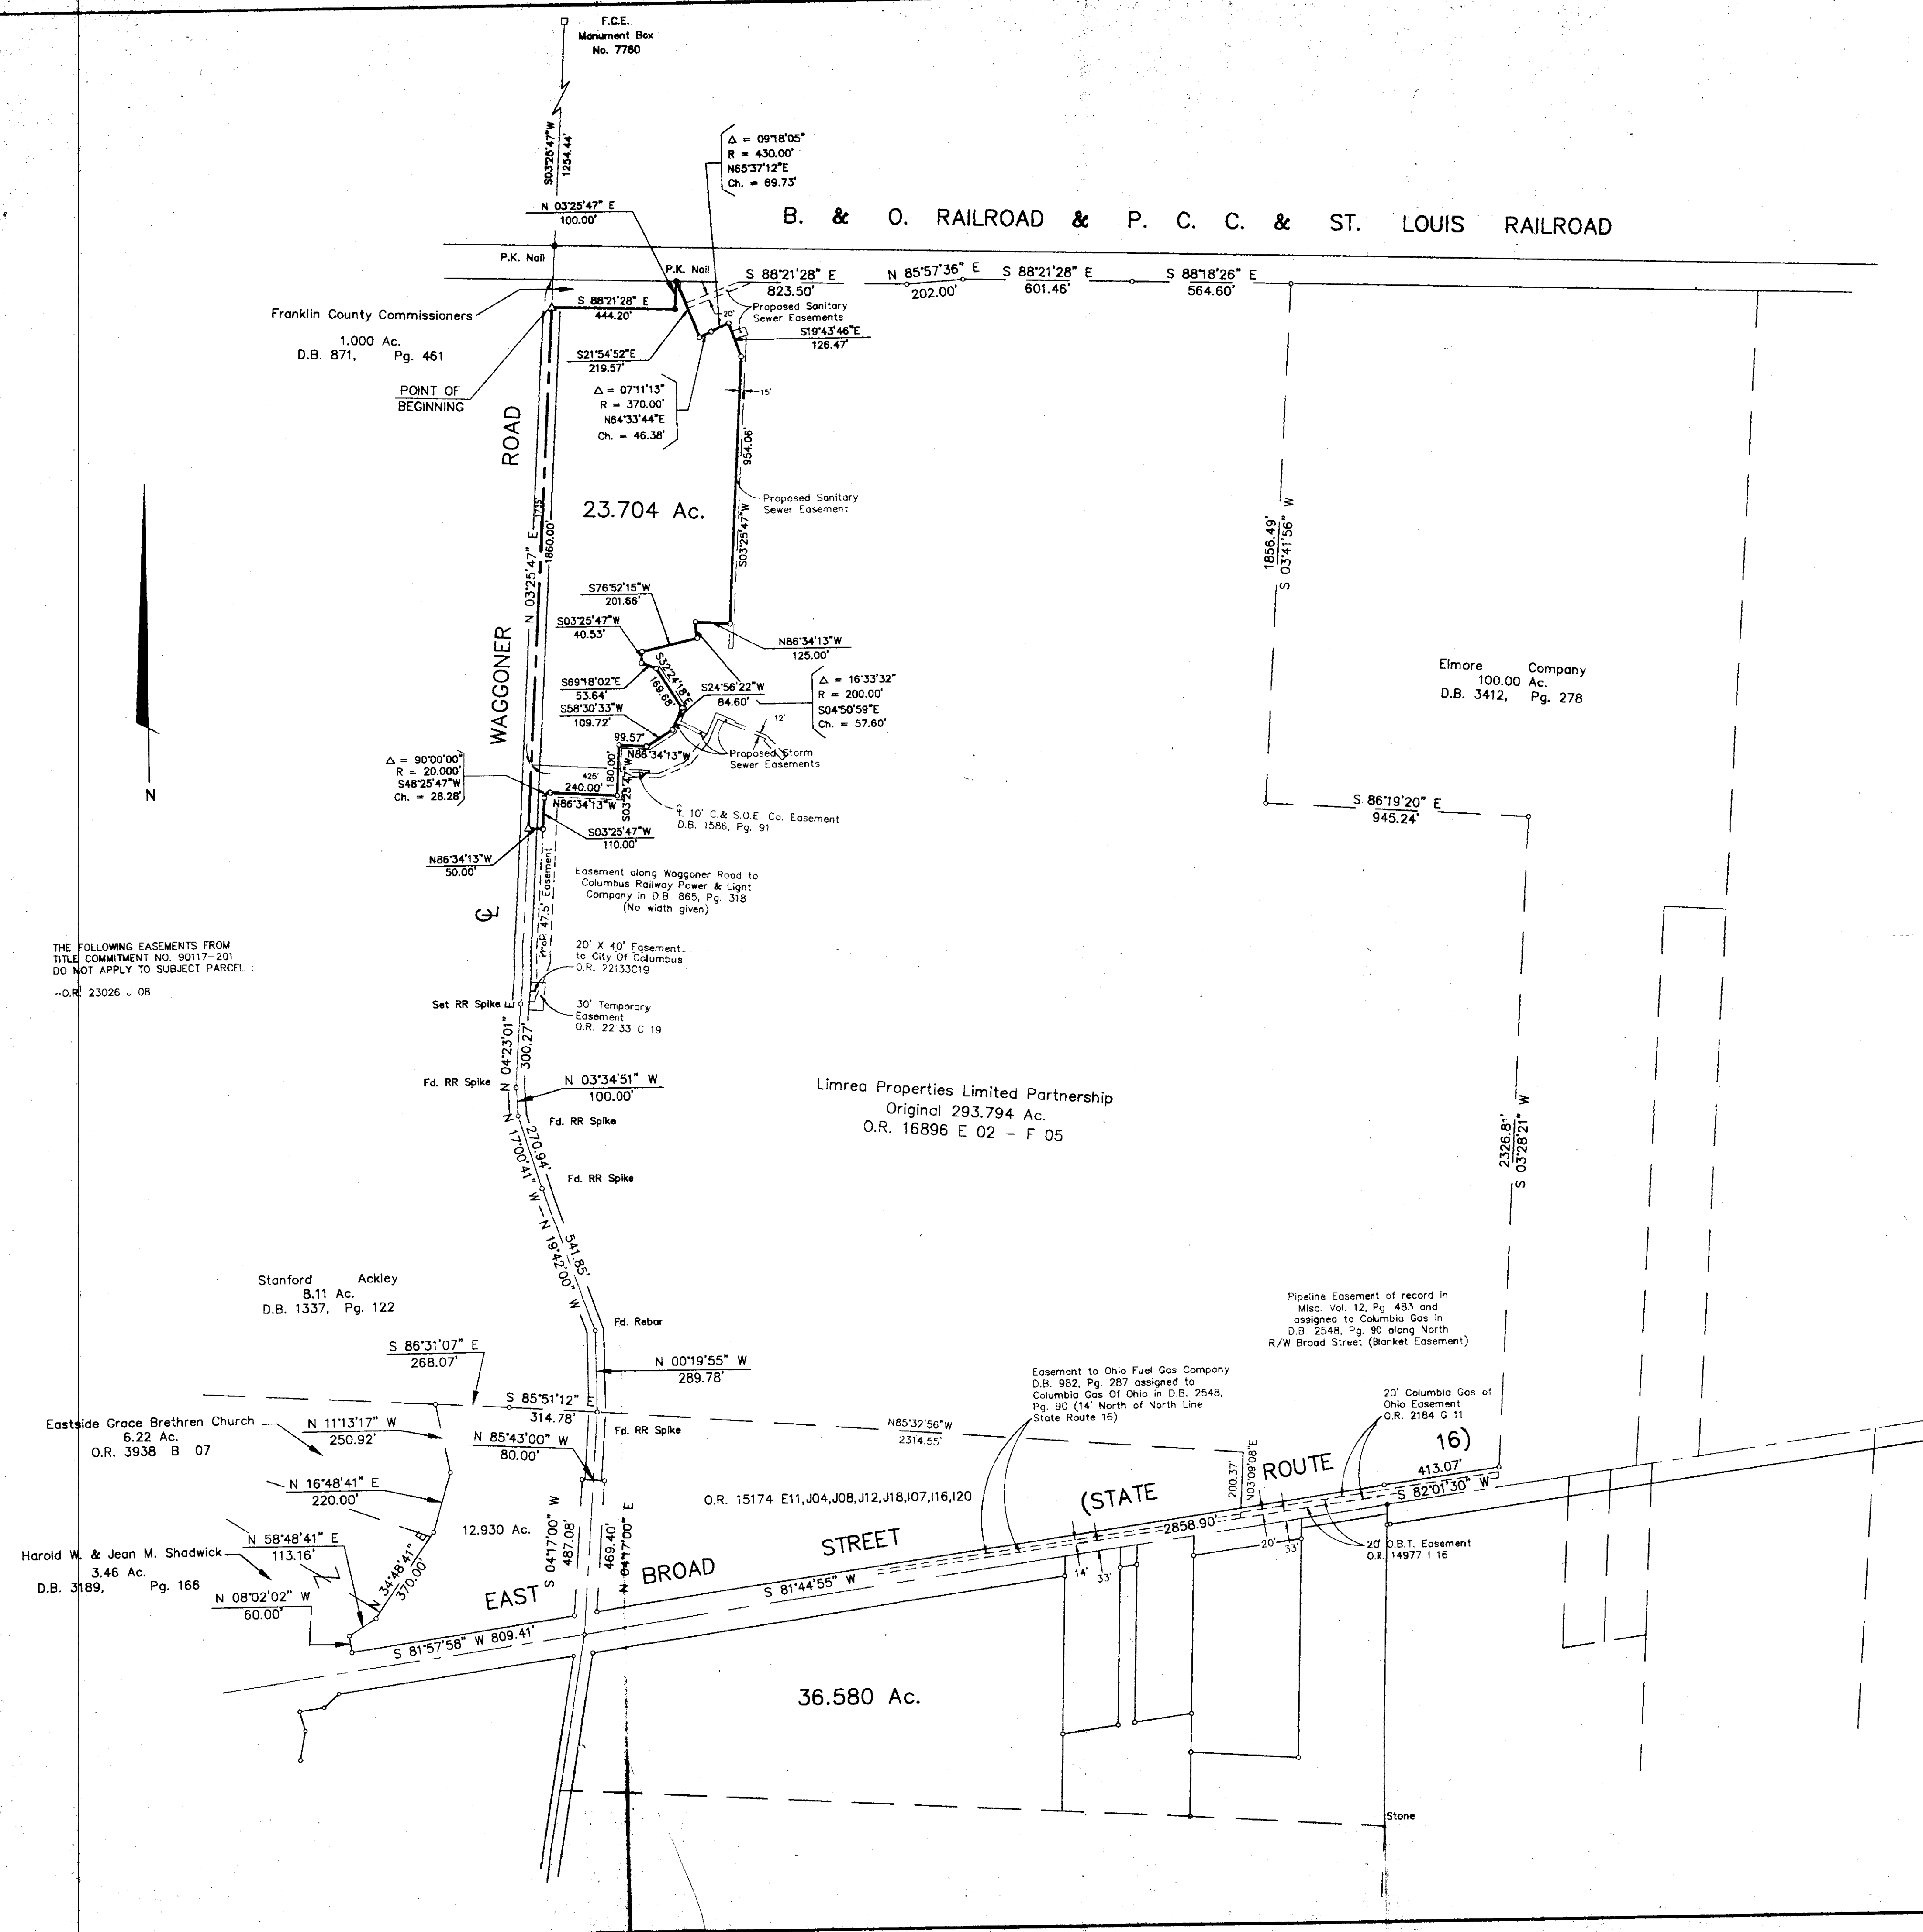 F.C.E.
Monument Box
No. 7760
S03°25'47"W
1254.44'
Δ = 09°18'05"
R = 430.00'
N65°37'12"E
Ch. = 69.73'
N 03°25'47" E
100.00'
B. & O. RAILROAD & P. C. C. & ST. LOUIS RAILROAD
P.K. Nail
P.K. Nail
S 88°21'28" E
823.50'
N 85°57'36" E
202.00'
S 88°21'28" E
601.46'
S 88°18'26" E
564.60'
Franklin County Commissioners
1.000 Ac.
D.B. 871, Pg. 461
S 88°21'28" E
444.20'
20'
Proposed Sanitary
Sewer Easements
S19°43'46"E
126.47'
S21°54'52"E
219.57'
POINT OF
BEGINNING
Δ = 07°11'13"
R = 370.00'
N64°33'44"E
Ch. = 46.38'
15'
954.06'
S03°25'47"W
WAGGONER ROAD
23.704 Ac.
Proposed Sanitary
Sewer Easement
N 03°25'47" E
1735'
1860.00'
1856.49'
S 03°41'56" W
S76°52'15"W
201.66'
S03°25'47"W
40.53'
N86°34'13"W
125.00'
Elmore Company
100.00 Ac.
D.B. 3412, Pg. 278
S32°24'18"E
169.68'
S69°18'02"E
53.64'
S24°56'22"W
84.60'
Δ = 16°33'32"
R = 200.00'
S04°50'59"E
Ch. = 57.60'
S58°30'33"W
109.72'
12'
99.57'
N86°34'13"W
Proposed Storm
Sewer Easements
Δ = 90°00'00"
R = 20.000'
S48°25'47"W
Ch. = 28.28'
425'
240.00'
N86°34'13"W
180.00'
S03°25'47"W
℄ 10' C.& S.O.E. Co. Easement
D.B. 1586, Pg. 91
S03°25'47"W
110.00'
N86°34'13"W
50.00'
N
S 86°19'20" E
945.24'
Prop. 47.5' Easement
Easement along Waggoner Road to
Columbus Railway Power & Light
Company in D.B. 865, Pg. 318
(No width given)
℄
THE FOLLOWING EASEMENTS FROM
TITLE COMMITMENT NO. 90117-201
DO NOT APPLY TO SUBJECT PARCEL :
-O.R. 23026 J 08
20' X 40' Easement
to City Of Columbus
O.R. 22133C19
Set RR Spike
30' Temporary
Easement
O.R. 22133 C 19
N 04°23'01" E
300.27'
Fd. RR Spike
N 03°34'51" W
100.00'
Fd. RR Spike
Limrea Properties Limited Partnership
Original 293.794 Ac.
O.R. 16896 E 02 - F 05
N 17°00'41" W
270.94'
Fd. RR Spike
2326.81'
S 03°28'21" W
N 19°42'00" W
541.85'
Stanford Ackley
8.11 Ac.
D.B. 1337, Pg. 122
Fd. Rebar
Pipeline Easement of record in
Misc. Vol. 12, Pg. 483 and
assigned to Columbia Gas in
D.B. 2548, Pg. 90 along North
R/W Broad Street (Blanket Easement)
S 86°31'07" E
268.07'
N 00°19'55" W
289.78'
Easement to Ohio Fuel Gas Company
D.B. 982, Pg. 287 assigned to
Columbia Gas Of Ohio in D.B. 2548,
Pg. 90 (14' North of North Line
State Route 16)
20' Columbia Gas of
Ohio Easement
O.R. 2184 G 11
S 85°51'12" E
314.78'
Eastside Grace Brethren Church
6.22 Ac.
O.R. 3938 B 07
N 11°13'17" W
250.92'
N 85°43'00" W
80.00'
Fd. RR Spike
N85°32'56"W
2314.55'
200.37'
N03°09'08"E
N 16°48'41" E
220.00'
12.930 Ac.
S 04°17'00" W
487.08'
469.40'
N 04°17'00" E
O.R. 15174 E11,J04,J08,J12,J18,I07,I16,I20
EAST BROAD STREET (STATE ROUTE 16)
413.07'
S 82°01'30" W
2858.90'
S 81°44'55" W
14'
33'
20'
33'
20' O.B.T. Easement
O.R. 14977 I 16
N 58°48'41" E
113.16'
Harold W. & Jean M. Shadwick
3.46 Ac.
D.B. 3189, Pg. 166
N 34°48'41" E
370.00'
N 08°02'02" W
60.00'
S 81°57'58" W 809.41'
36.580 Ac.
Stone